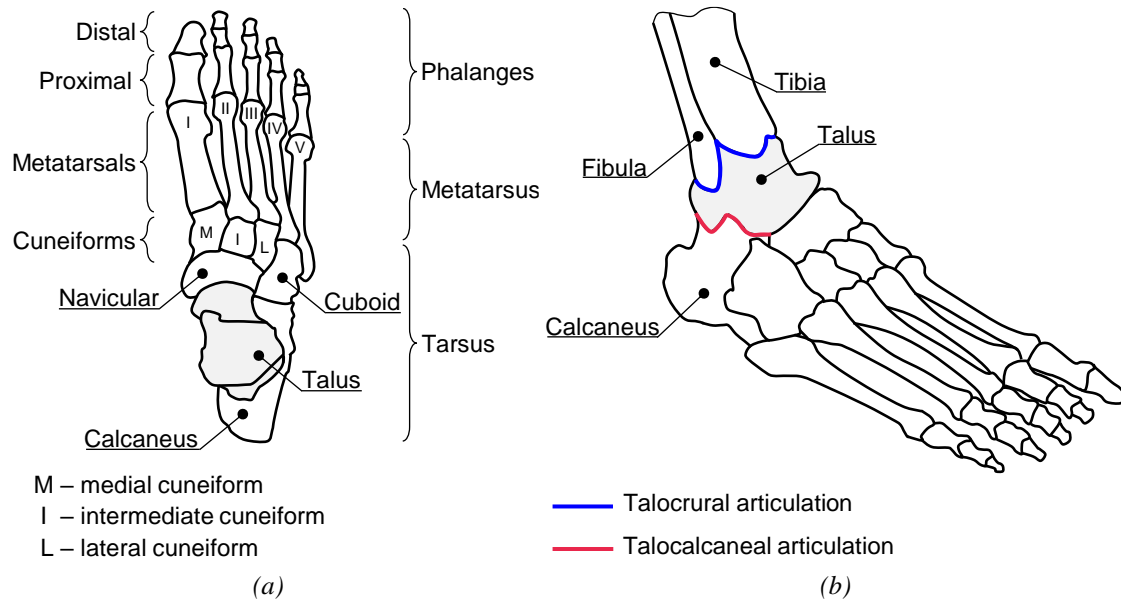 Distal
Proximal
Metatarsals
Cuneiforms
Navicular
Phalanges
Metatarsus
Cuboid
Tarsus
Talus
Calcaneus
I
II
III
IV
V
M
I
L
M – medial cuneiform
I – intermediate cuneiform
L – lateral cuneiform
(a)
Tibia
Talus
Fibula
Calcaneus
Talocrural articulation
Talocalcaneal articulation
(b)